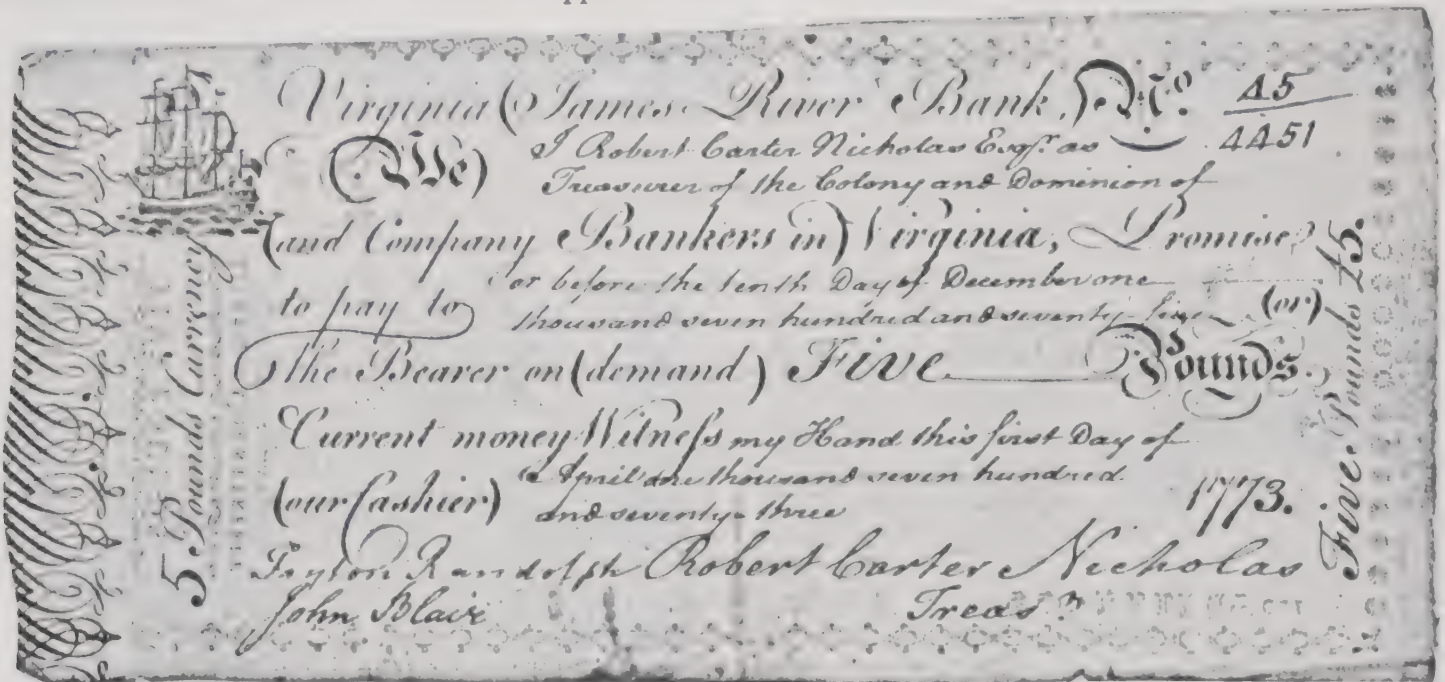 Virginia (James River Bank,) No. 45
4451
(We) I Robert Carter Nicholas Esqr. as
Treasurer of the Colony and Dominion of
(and Company Bankers in) Virginia, Promise
to pay to or before the tenth Day of December one
thousand seven hundred and seventy-five (or)
the Bearer on (demand) Five Pounds.
Current money Witneſs my Hand this first Day of
(our Cashier) April one thousand seven hundred
and seventy-three 1773.
Peyton Randolph Robert Carter Nicholas
John Blair Treasr.
5 Pounds Currency
Five Pounds £5.